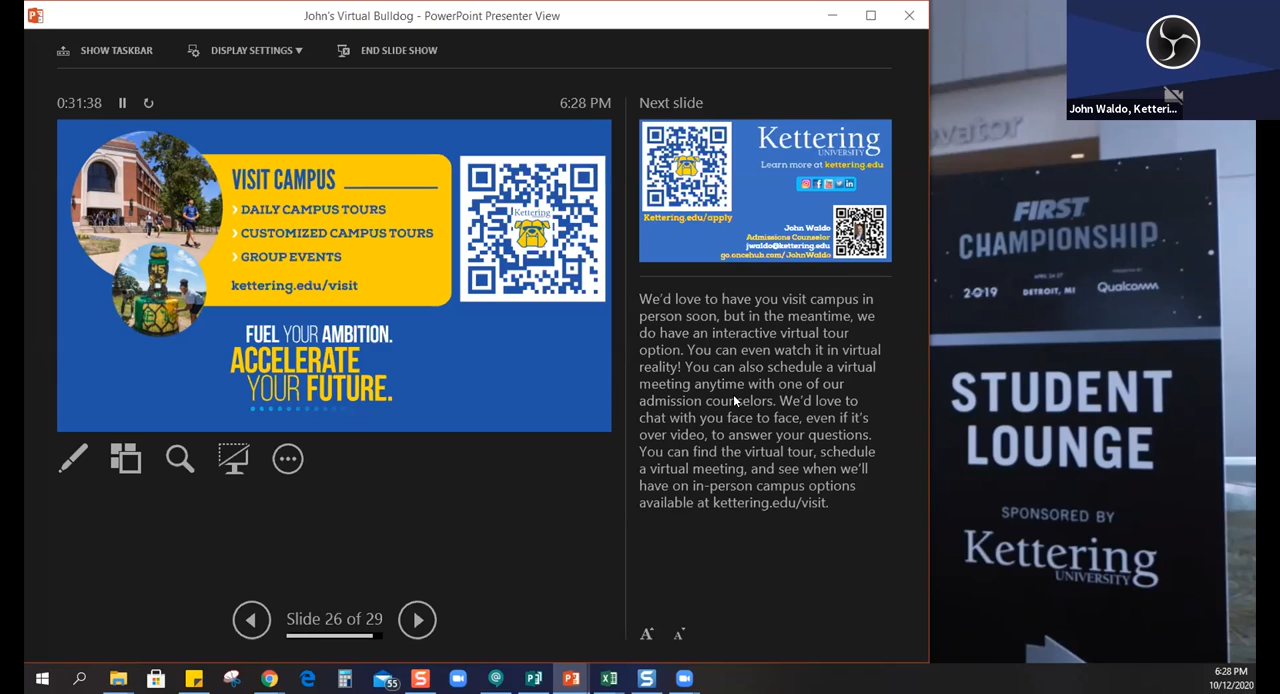 John's Virtual Bulldog - PowerPoint Presenter View
SHOW TASKBAR
DISPLAY SETTINGS
END SLIDE SHOW
0:31:38
6:28 PM
VISIT CAMPUS
DAILY CAMPUS TOURS
CUSTOMIZED CAMPUS TOURS
GROUP EVENTS
kettering.edu/visit
FUEL YOUR AMBITION.
ACCELERATE
YOUR FUTURE.
Kettering
Next slide
Kettering
UNIVERSITY
Learn more at kettering.edu
Kettering.edu/apply
John Waldo
Admissions Counselor
jwaldo@kettering.edu
go.oncehub.com/JohnWaldo
We'd love to have you visit campus in
person soon, but in the meantime, we
do have an interactive virtual tour
option. You can even watch it in virtual
reality! You can also schedule a virtual
meeting anytime with one of our
admission counselors. We'd love to
chat with you face to face, even if it's
over video, to answer your questions.
You can find the virtual tour, schedule
a virtual meeting, and see when we'll
have on in-person campus options
available at kettering.edu/visit.
Slide 26 of 29
John Waldo, Ketteri...
FIRST
CHAMPIONSHIP
2019
DETROIT, MI
Qualcomm
STUDENT
LOUNGE
SPONSORED BY
Kettering
UNIVERSITY
55
6:28 PM
10/12/2020